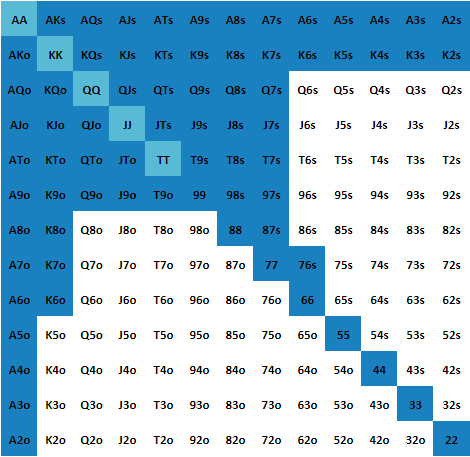 AA AKs AQs AJs ATs A9s A8s A7s A6s A5s A4s A3s A2s
AKo KK KQs KJs KTs K9s K8s K7s K6s K5s K4s K3s K2s
AQo KQo QQ QJs QTs Q9s Q8s Q7s Q6s Q5s Q4s Q3s Q2s
AJo KJo QJo JJ JTs J9s J8s J7s J6s J5s J4s J3s J2s
ATo KTo QTo JTo TT T9s T8s T7s T6s T5s T4s T3s T2s
A9o K9o Q9o J9o T9o 99 98s 97s 96s 95s 94s 93s 92s
A8o K8o Q8o J8o T8o 98o 88 87s 86s 85s 84s 83s 82s
A7o K7o Q7o J7o T7o 97o 87o 77 76s 75s 74s 73s 72s
A6o K6o Q6o J6o T6o 96o 86o 76o 66 65s 64s 63s 62s
A5o K5o Q5o J5o T5o 95o 85o 75o 65o 55 54s 53s 52s
A4o K4o Q4o J4o T4o 94o 84o 74o 64o 54o 44 43s 42s
A3o K3o Q3o J3o T3o 93o 83o 73o 63o 53o 43o 33 32s
A2o K2o Q2o J2o T2o 92o 82o 72o 62o 52o 42o 32o 22